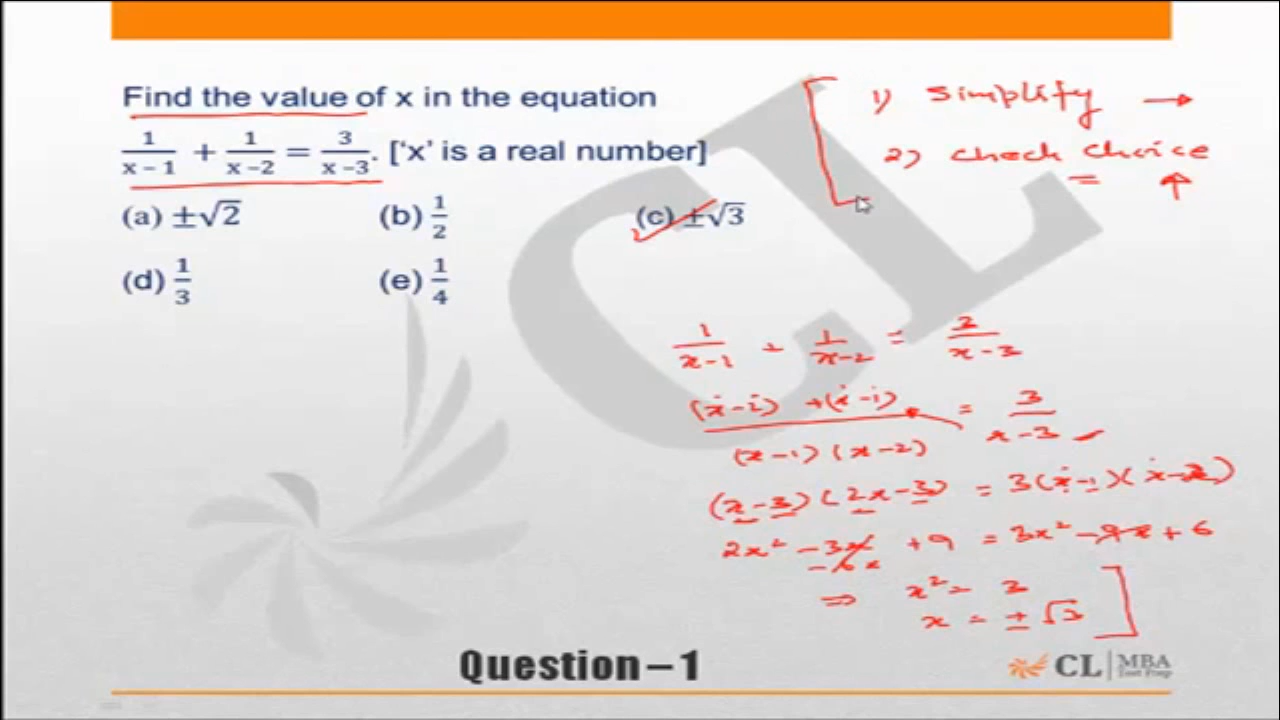 Find the value of x in the equation
1/(x – 1) + 1/(x – 2) = 3/(x – 3). ['x' is a real number]
(a) ±√2 (b) 1/2 (c) ±√3
(d) 1/3 (e) 1/4
1) Simplify →
2) check choice
1/(x-1) + 1/(x-2) = 3/(x-3)
(x-2) + (x-1) / (x-1)(x-2) = 3/(x-3)
(x-3)(2x-3) = 3(x-1)(x-2)
2x² -3x -6x +9 = 3x² -9x + 6
⇒ x² = 3
x = ±√3
CL
Question – 1
CL | MBA Test Prep